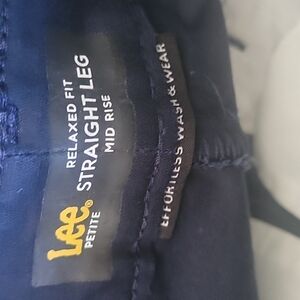 Lee®
PETITE
RELAXED FIT
STRAIGHT LEG
MID RISE
EFFORTLESS WASH & WEAR